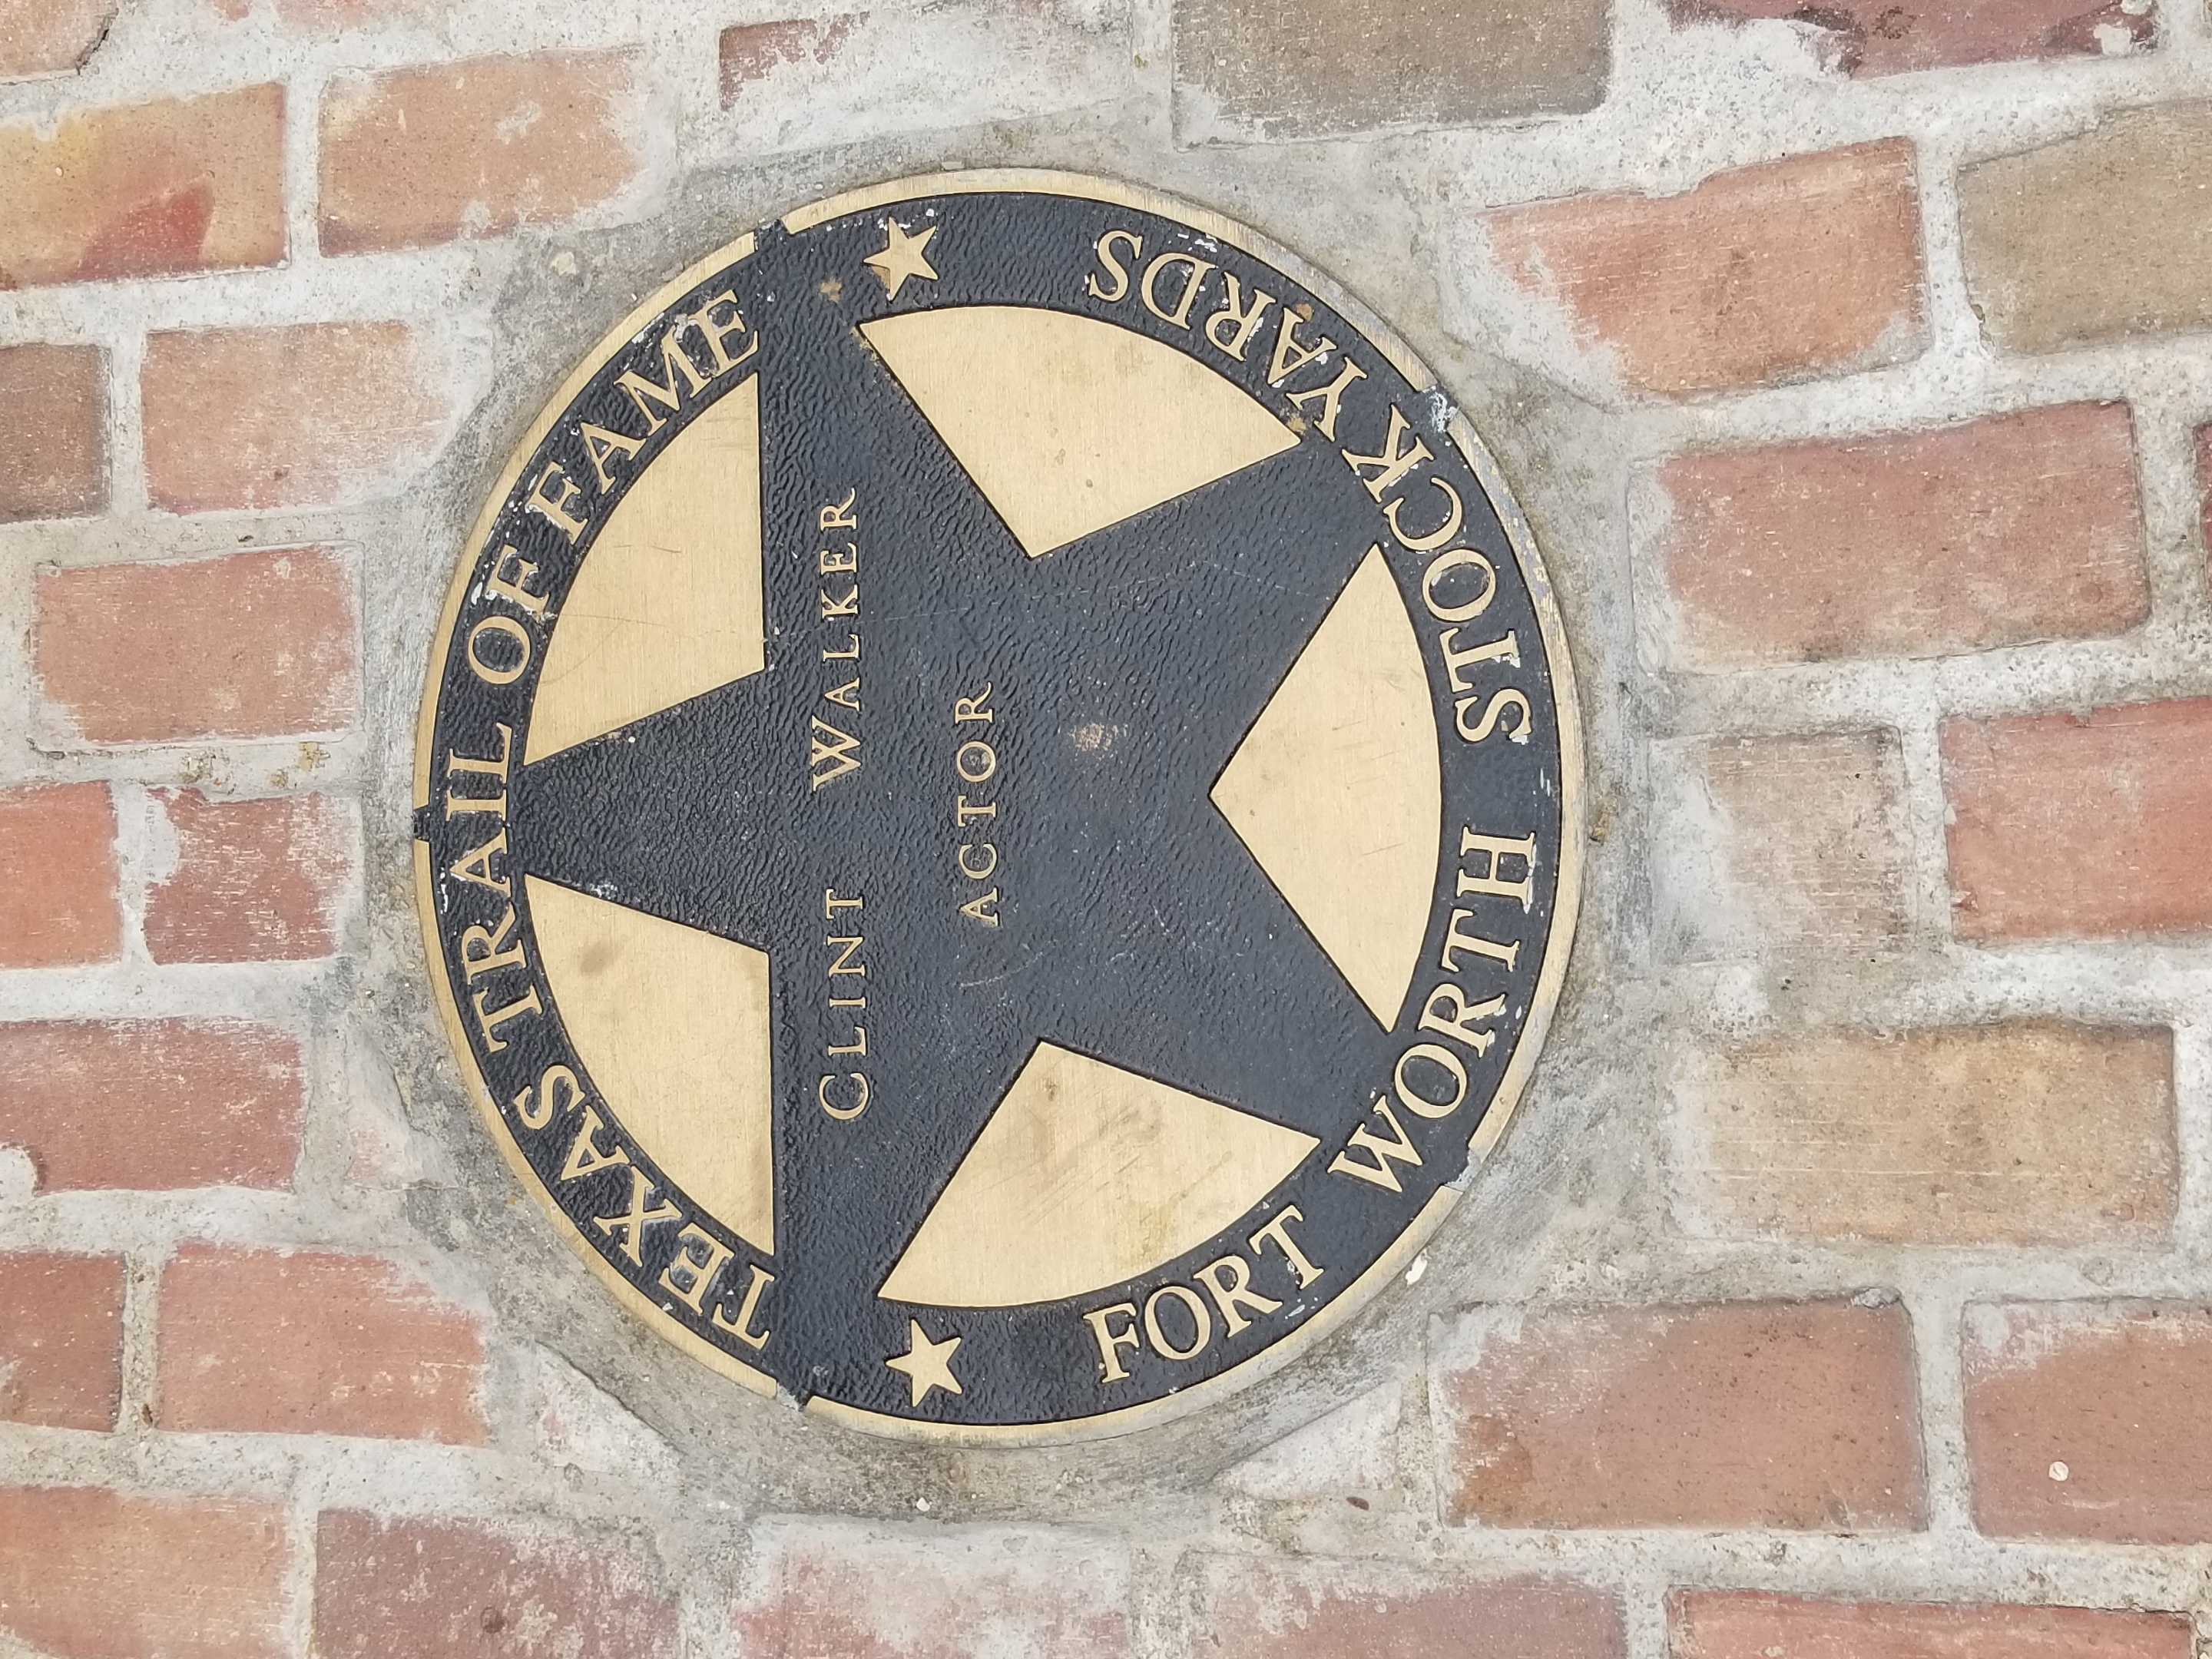 TEXAS TRAIL OF FAME
CLINT WALKER
ACTOR
FORT WORTH STOCKYARDS